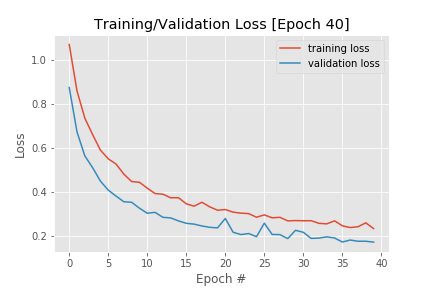 Training/Validation Loss [Epoch 40]
training loss
validation loss
Loss
1.0
0.8
0.6
0.4
0.2
0 5 10 15 20 25 30 35 40
Epoch #